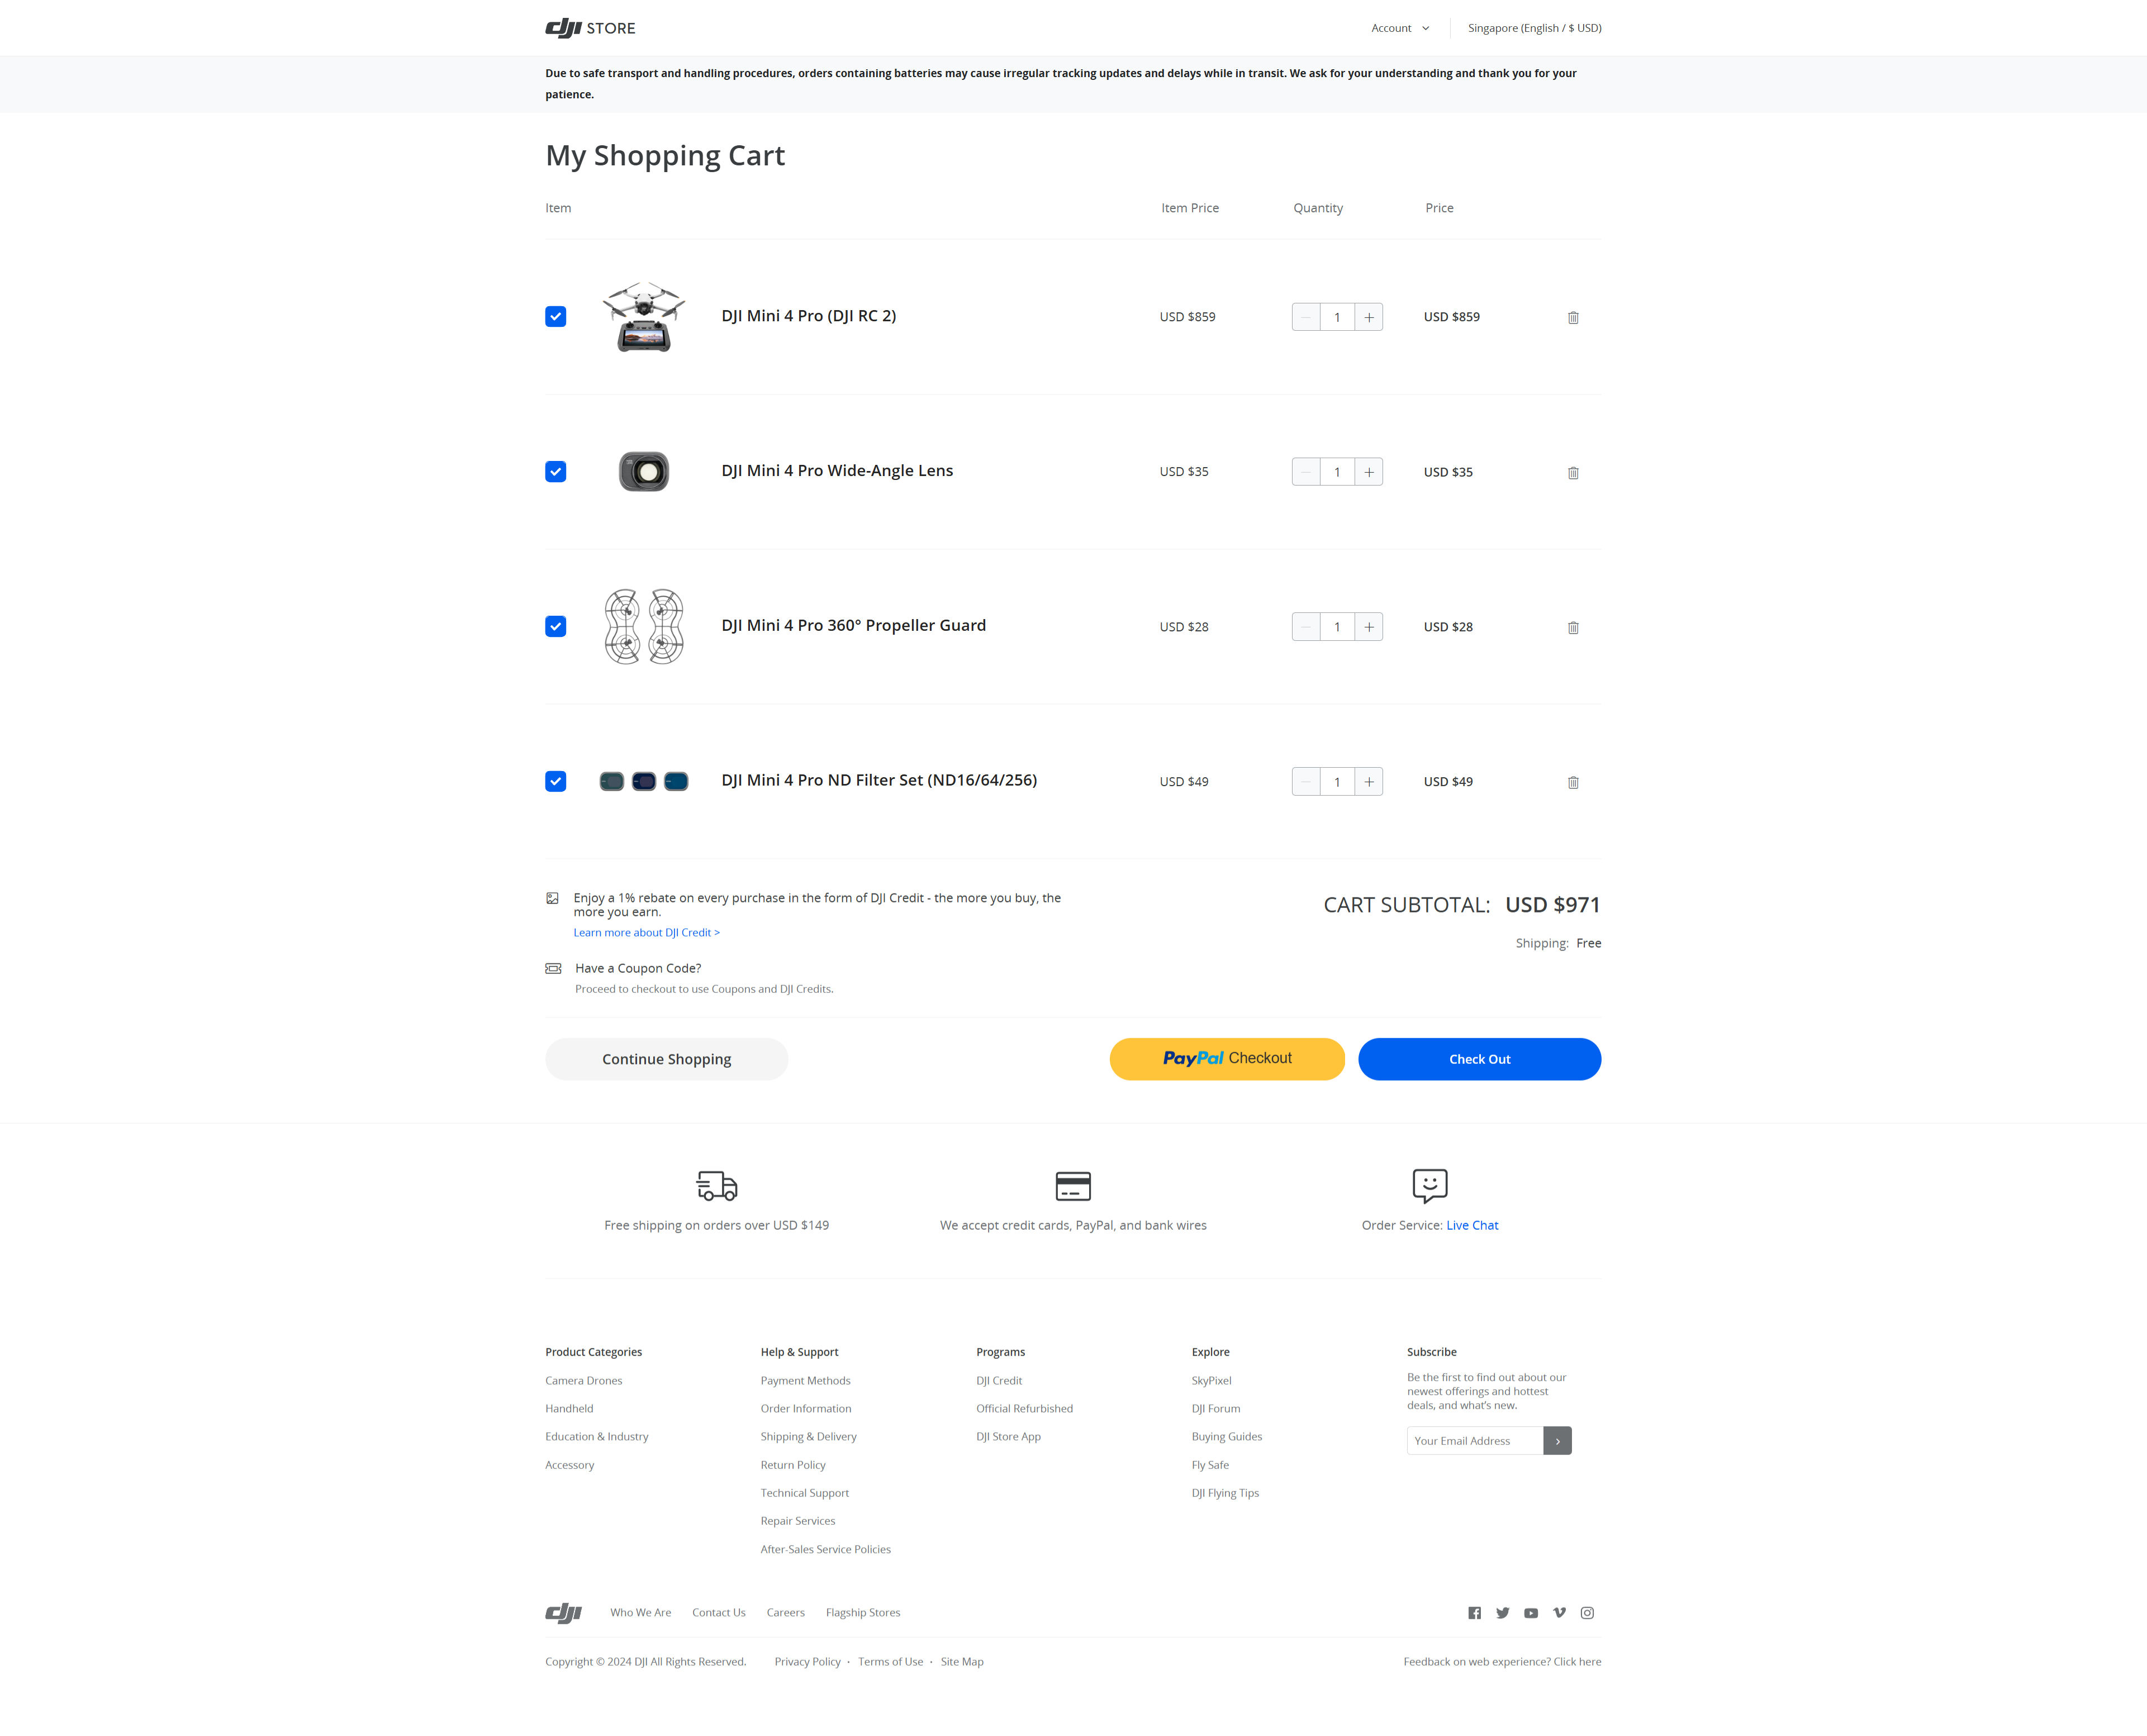 dji STORE
Account
Singapore (English / $ USD)
Due to safe transport and handling procedures, orders containing batteries may cause irregular tracking updates and delays while in transit. We ask for your understanding and thank you for your
patience.
My Shopping Cart
Item Item Price Quantity Price
DJI Mini 4 Pro (DJI RC 2) USD $859 1 USD $859
DJI Mini 4 Pro Wide-Angle Lens USD $35 1 USD $35
DJI Mini 4 Pro 360° Propeller Guard USD $28 1 USD $28
DJI Mini 4 Pro ND Filter Set (ND16/64/256) USD $49 1 USD $49
Enjoy a 1% rebate on every purchase in the form of DJI Credit - the more you buy, the
more you earn.
Learn more about DJI Credit >
Have a Coupon Code?
Proceed to checkout to use Coupons and DJI Credits.
CART SUBTOTAL: USD $971
Shipping: Free
Continue Shopping
PayPal Checkout
Check Out
Free shipping on orders over USD $149
We accept credit cards, PayPal, and bank wires
Order Service: Live Chat
Product Categories
Camera Drones
Handheld
Education & Industry
Accessory
Help & Support
Payment Methods
Order Information
Shipping & Delivery
Return Policy
Technical Support
Repair Services
After-Sales Service Policies
Programs
DJI Credit
Official Refurbished
DJI Store App
Explore
SkyPixel
DJI Forum
Buying Guides
Fly Safe
DJI Flying Tips
Subscribe
Be the first to find out about our
newest offerings and hottest
deals, and what's new.
Your Email Address
dji Who We Are Contact Us Careers Flagship Stores
Copyright © 2024 DJI All Rights Reserved. Privacy Policy · Terms of Use · Site Map
Feedback on web experience? Click here